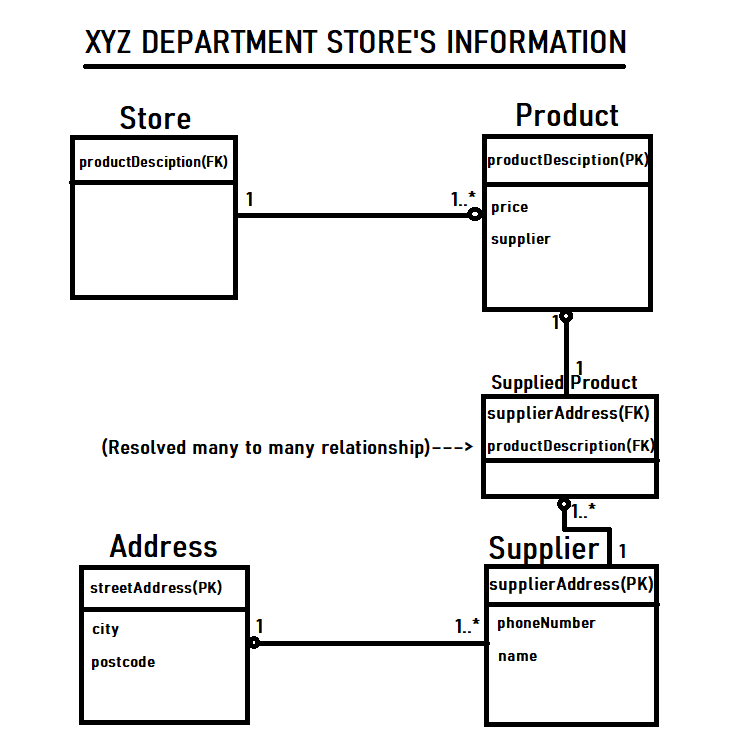 XYZ DEPARTMENT STORE'S INFORMATION
Store
productDesciption(FK)
Product
productDesciption(PK)
price
supplier
1
1..*
1
1
Supplied Product
supplierAddress(FK)
productDescription(FK)
(Resolved many to many relationship)--->
1..*
1
Address
streetAddress(PK)
city
postcode
1
1..*
Supplier
supplierAddress(PK)
phoneNumber
name